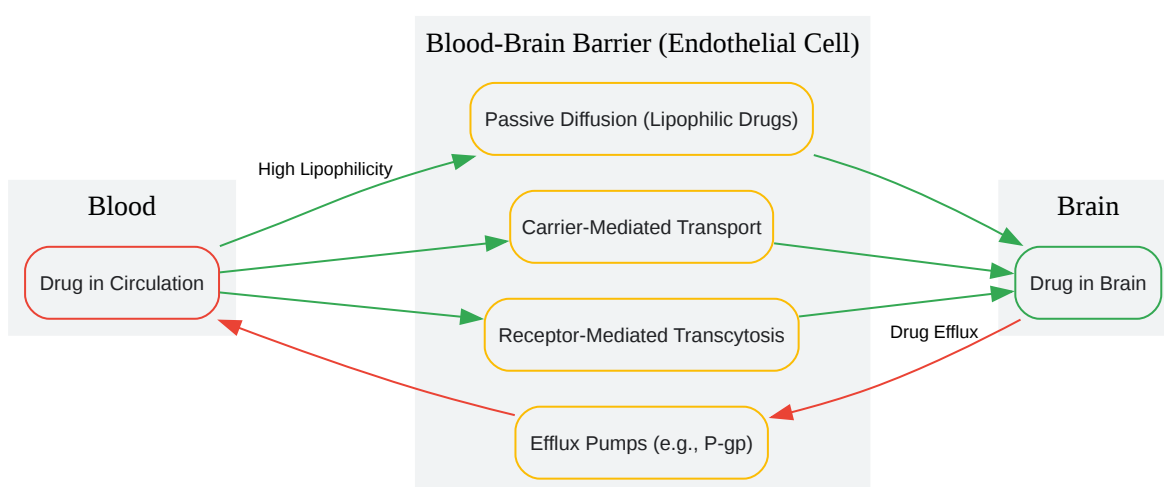 Blood-Brain Barrier (Endothelial Cell)
Passive Diffusion (Lipophilic Drugs)
High Lipophilicity
Blood
Brain
Carrier-Mediated Transport
Drug in Circulation
Drug in Brain
Receptor-Mediated Transcytosis
Drug Efflux
Efflux Pumps (e.g., P-gp)